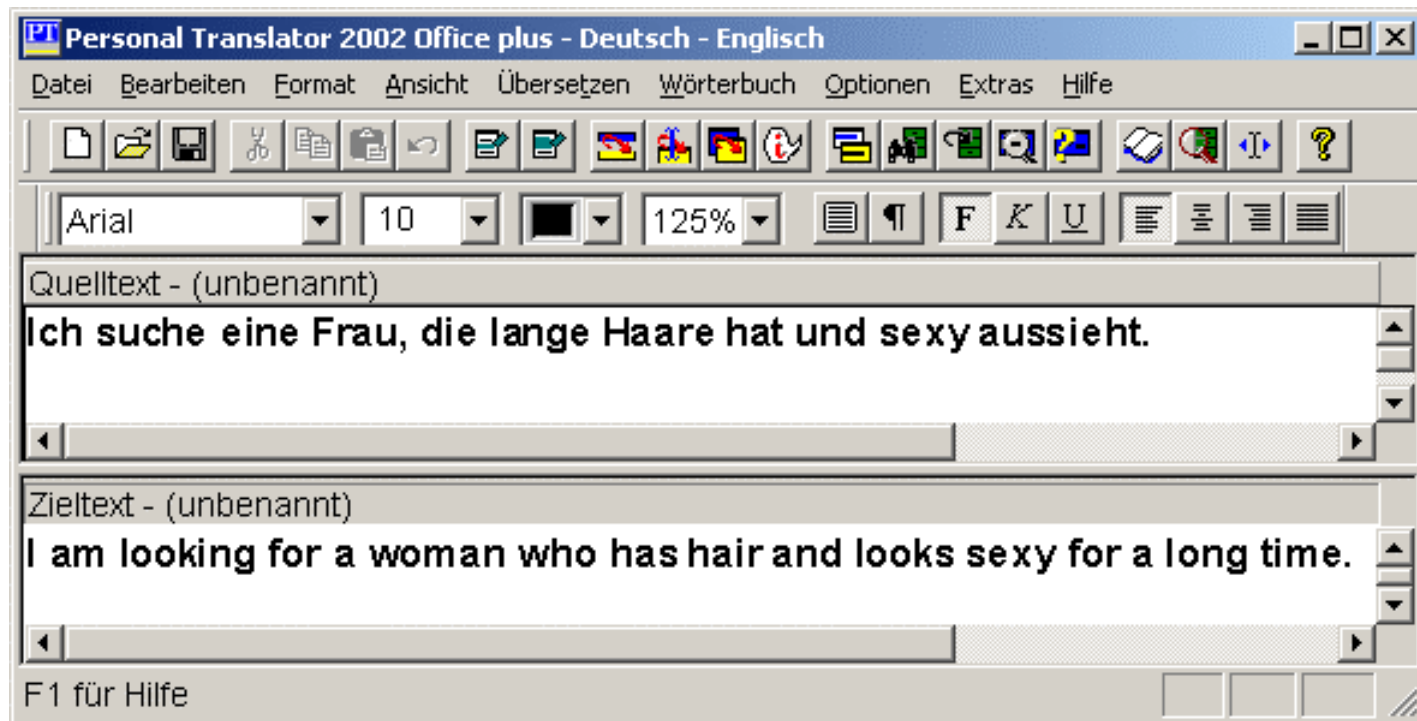 PT Personal Translator 2002 Office plus - Deutsch - Englisch
Datei Bearbeiten Format Ansicht Übersetzen Wörterbuch Optionen Extras Hilfe
Arial 10 125% F K U
Quelltext - (unbenannt)
Ich suche eine Frau, die lange Haare hat und sexy aussieht.
Zieltext - (unbenannt)
I am looking for a woman who has hair and looks sexy for a long time.
F1 für Hilfe